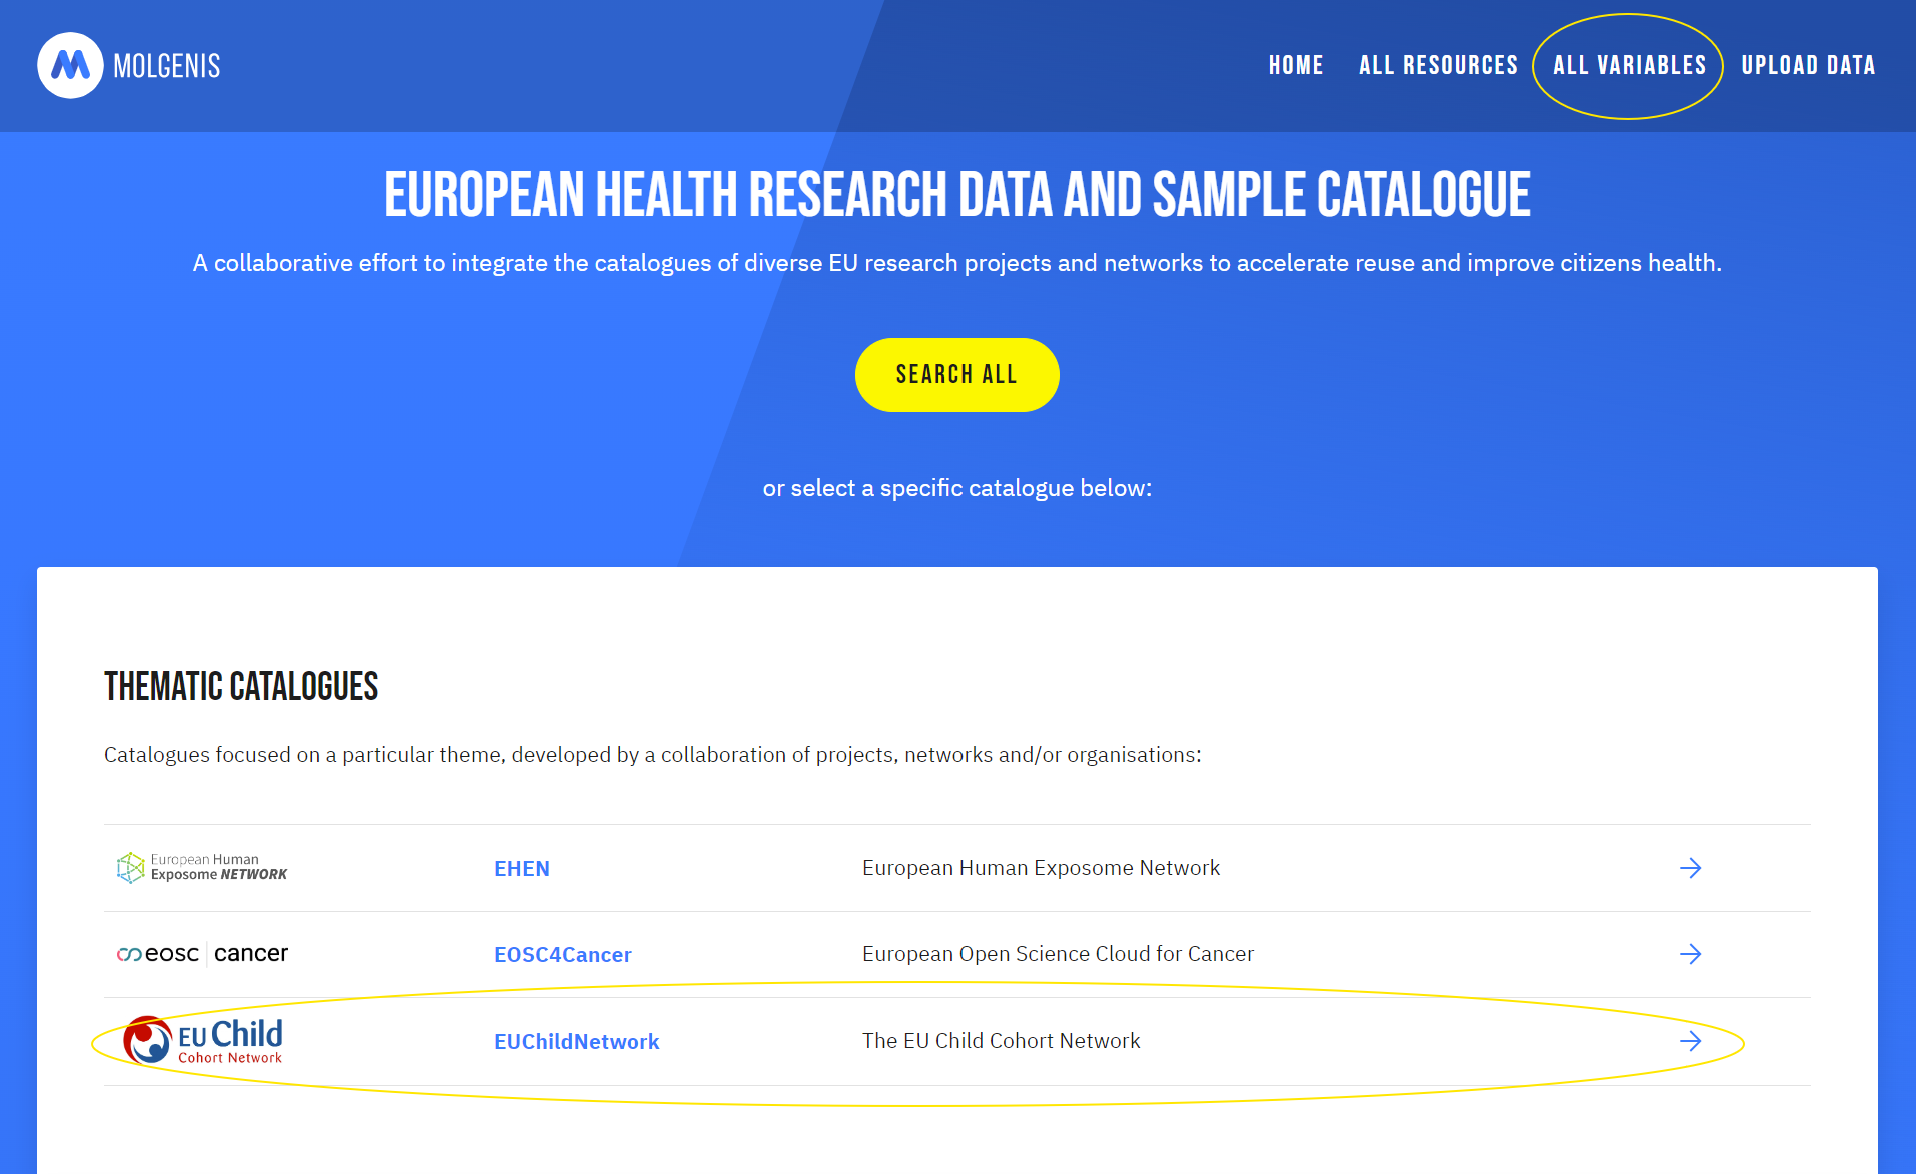 MOLGENIS
HOME ALL RESOURCES ALL VARIABLES UPLOAD DATA
EUROPEAN HEALTH RESEARCH DATA AND SAMPLE CATALOGUE
A collaborative effort to integrate the catalogues of diverse EU research projects and networks to accelerate reuse and improve citizens health.
SEARCH ALL
or select a specific catalogue below:
THEMATIC CATALOGUES
Catalogues focused on a particular theme, developed by a collaboration of projects, networks and/or organisations:
European Human
Exposome NETWORK
EHEN
European Human Exposome Network
eosc | cancer
EOSC4Cancer
European Open Science Cloud for Cancer
EU Child
Cohort Network
EUChildNetwork
The EU Child Cohort Network